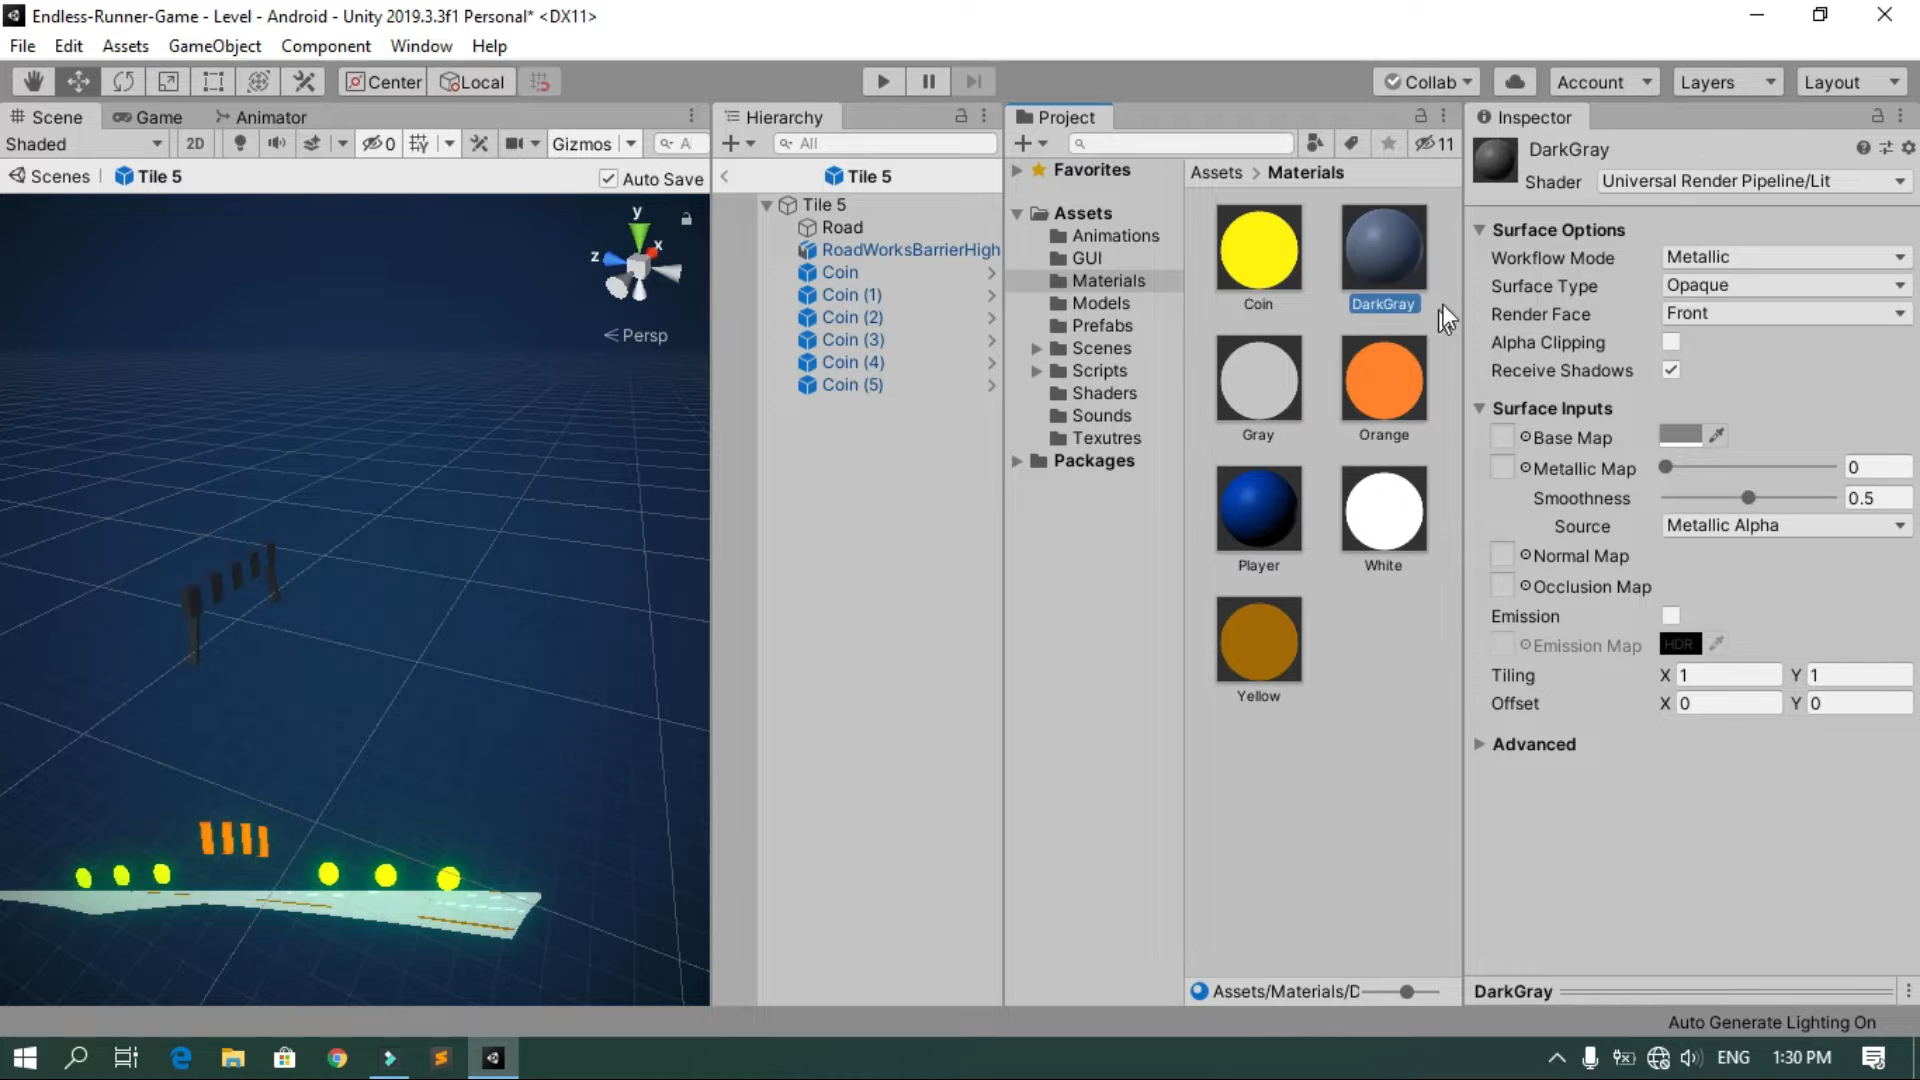 Endless-Runner-Game - Level - Android - Unity 2019.3.3f1 Personal* <DX11>
File Edit Assets GameObject Component Window Help
Center Local Collab Account Layers Layout
Scene Game Animator
Shaded 2D 0 Gizmos A
Scenes Tile 5 Auto Save
y
x
z
Persp
Hierarchy
All
Tile 5
Tile 5
Road
RoadWorksBarrierHigh
Coin
Coin (1)
Coin (2)
Coin (3)
Coin (4)
Coin (5)
Project
11
Favorites
Assets
Animations
GUI
Materials
Models
Prefabs
Scenes
Scripts
Shaders
Sounds
Texutres
Packages
Assets > Materials
Coin DarkGray
Gray Orange
Player White
Yellow
Assets/Materials/D
Inspector
DarkGray
Shader Universal Render Pipeline/Lit
Surface Options
Workflow Mode Metallic
Surface Type Opaque
Render Face Front
Alpha Clipping
Receive Shadows
Surface Inputs
Base Map
Metallic Map 0
Smoothness 0.5
Source Metallic Alpha
Normal Map
Occlusion Map
Emission
Emission Map HDR
Tiling X 1 Y 1
Offset X 0 Y 0
Advanced
DarkGray
Auto Generate Lighting On
ENG 1:30 PM